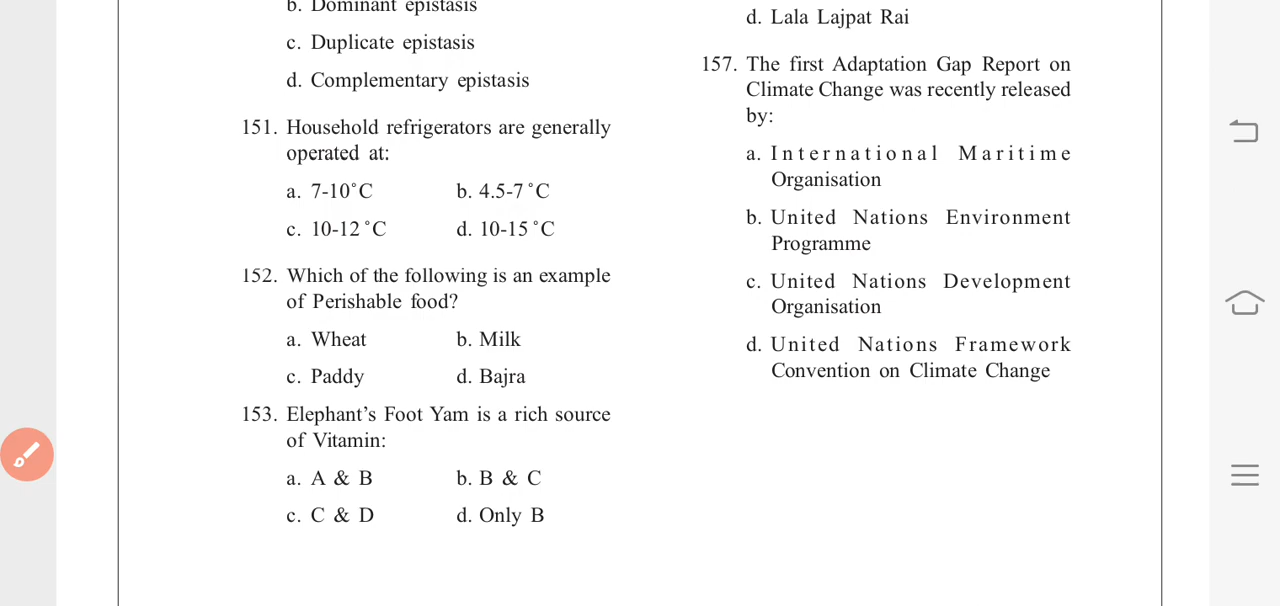 b. Dominant epistasis
c. Duplicate epistasis
d. Complementary epistasis
151. Household refrigerators are generally
operated at:
a. 7-10°C b. 4.5-7°C
c. 10-12°C d. 10-15°C
152. Which of the following is an example
of Perishable food?
a. Wheat b. Milk
c. Paddy d. Bajra
153. Elephant’s Foot Yam is a rich source
of Vitamin:
a. A & B b. B & C
c. C & D d. Only B
d. Lala Lajpat Rai
157. The first Adaptation Gap Report on
Climate Change was recently released
by:
a. International Maritime
Organisation
b. United Nations Environment
Programme
c. United Nations Development
Organisation
d. United Nations Framework
Convention on Climate Change